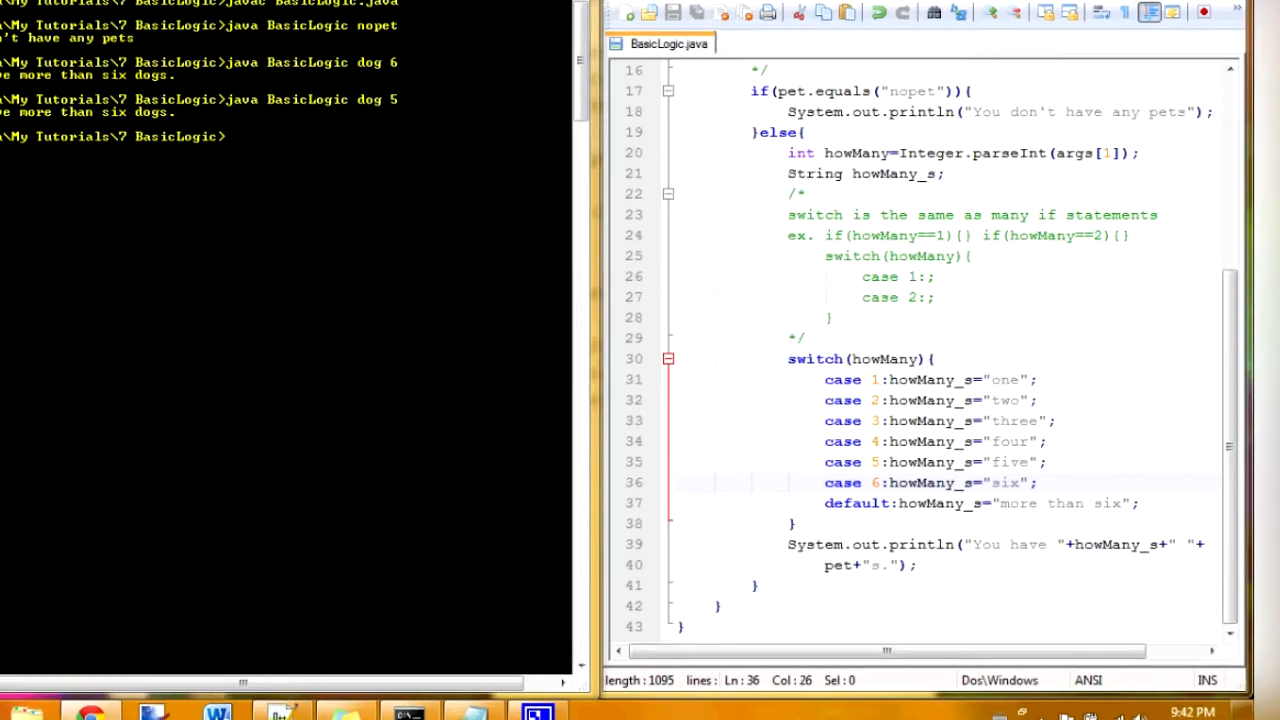 \My Tutorials\7 BasicLogic>javac BasicLogic.java
\My Tutorials\7 BasicLogic>java BasicLogic nopet
n't have any pets
\My Tutorials\7 BasicLogic>java BasicLogic dog 6
ve more than six dogs.
\My Tutorials\7 BasicLogic>java BasicLogic dog 5
ve more than six dogs.
\My Tutorials\7 BasicLogic>
BasicLogic.java
16 */
17 if(pet.equals("nopet")){
18 System.out.println("You don't have any pets");
19 }else{
20 int howMany=Integer.parseInt(args[1]);
21 String howMany_s;
22 /*
23 switch is the same as many if statements
24 ex. if(howMany==1){} if(howMany==2){}
25 switch(howMany){
26 case 1:;
27 case 2:;
28 }
29 */
30 switch(howMany){
31 case 1:howMany_s="one";
32 case 2:howMany_s="two";
33 case 3:howMany_s="three";
34 case 4:howMany_s="four";
35 case 5:howMany_s="five";
36 case 6:howMany_s="six";
37 default:howMany_s="more than six";
38 }
39 System.out.println("You have "+howMany_s+" "+
40 pet+"s.");
41 }
42 }
43 }
length : 1095 lines : Ln : 36 Col : 26 Sel : 0 Dos\Windows ANSI INS
9:42 PM